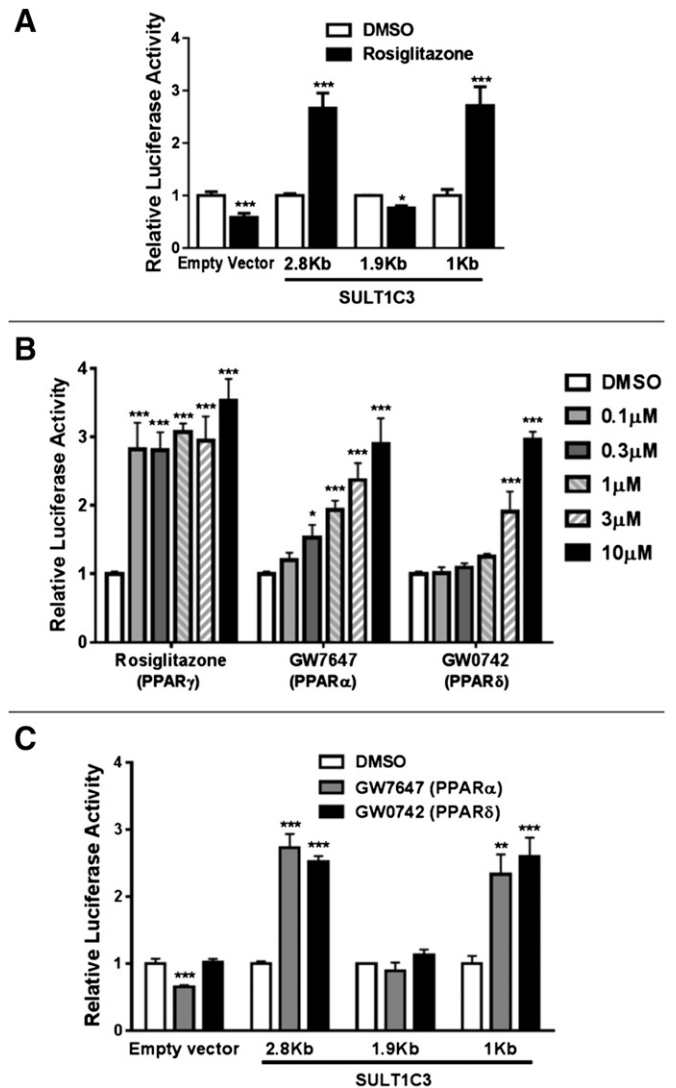 A
DMSO
Rosiglitazone
Relative Luciferase Activity
4
3
2
1
0
***
***
*
***
Empty Vector 2.8Kb 1.9Kb 1Kb
SULT1C3
B
Relative Luciferase Activity
4
3
2
1
0
*** *** *** *** ***
* *** *** ***
*** ***
DMSO
0.1μM
0.3μM
1μM
3μM
10μM
Rosiglitazone GW7647 GW0742
(PPARγ) (PPARα) (PPARδ)
C
DMSO
GW7647 (PPARα)
GW0742 (PPARδ)
Relative Luciferase Activity
4
3
2
1
0
***
*** ***
** ***
Empty vector 2.8Kb 1.9Kb 1Kb
SULT1C3